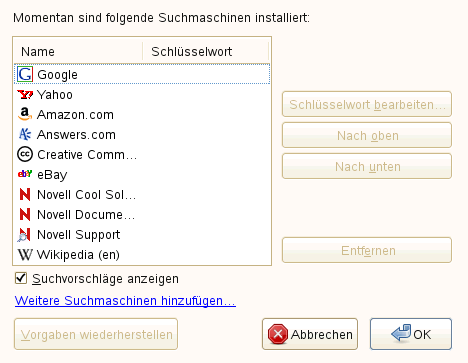 Momentan sind folgende Suchmaschinen installiert:
Name Schlüsselwort
Google
Yahoo
Amazon.com
Answers.com
Creative Comm...
eBay
Novell Cool Sol...
Novell Docume...
Novell Support
Wikipedia (en)
Schlüsselwort bearbeiten...
Nach oben
Nach unten
Entfernen
Suchvorschläge anzeigen
Weitere Suchmaschinen hinzufügen...
Vorgaben wiederherstellen
Abbrechen
OK